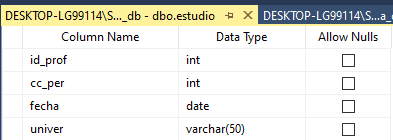 DESKTOP-LG99114\S..._db - dbo.estudio DESKTOP-LG99114\S...a_
Column Name Data Type Allow Nulls
id_prof int
cc_per int
fecha date
univer varchar(50)